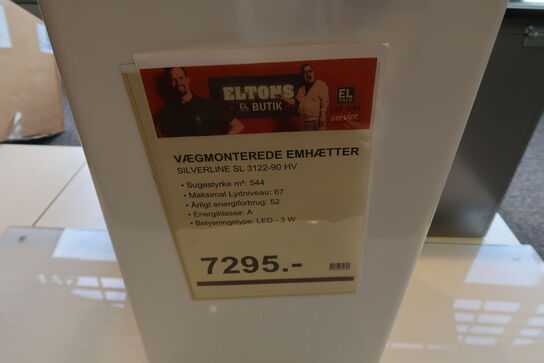 ELTONS
EL BUTIK
EL
service
VÆGMONTEREDE EMHÆTTER
SILVERLINE SL 3122-90 HV
• Sugestyrke m³: 544
• Maksimal Lydniveau: 67
• Årligt energiforbrug: 52
• Energiklasse: A
• Belysningstype: LED - 3 W
7295.-